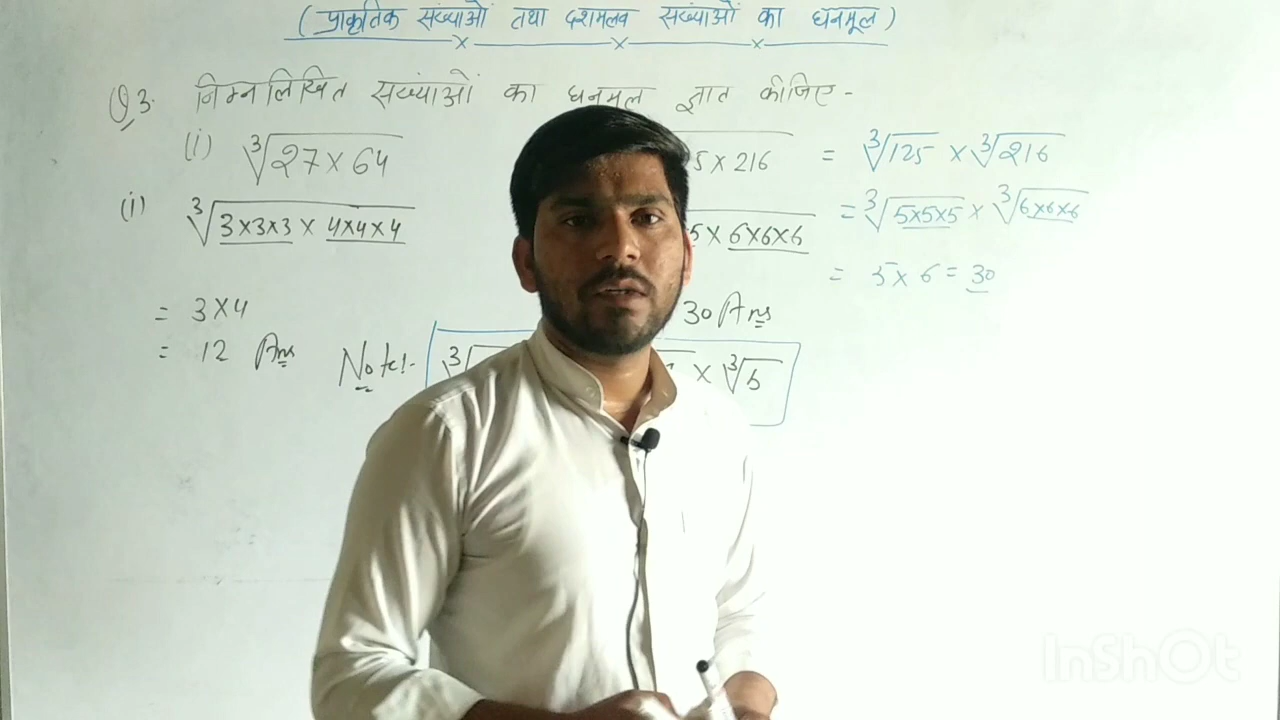 (प्राकृतिक संख्याओं तथा दशमलव संख्याओं का घनमूल)
Q3. निम्नलिखित संख्याओं का घनमूल ज्ञात कीजिए -
(i) ∛27 × 64
5 × 216 = ∛125 × ∛216
(i) ∛3×3×3 × 4×4×4
5 × 6×6×6 = ∛5×5×5 × ∛6×6×6
= 5 × 6 = 30
= 3 × 4
30 Ans
= 12 Ans
Note:- ∛ × ∛b
InShOt